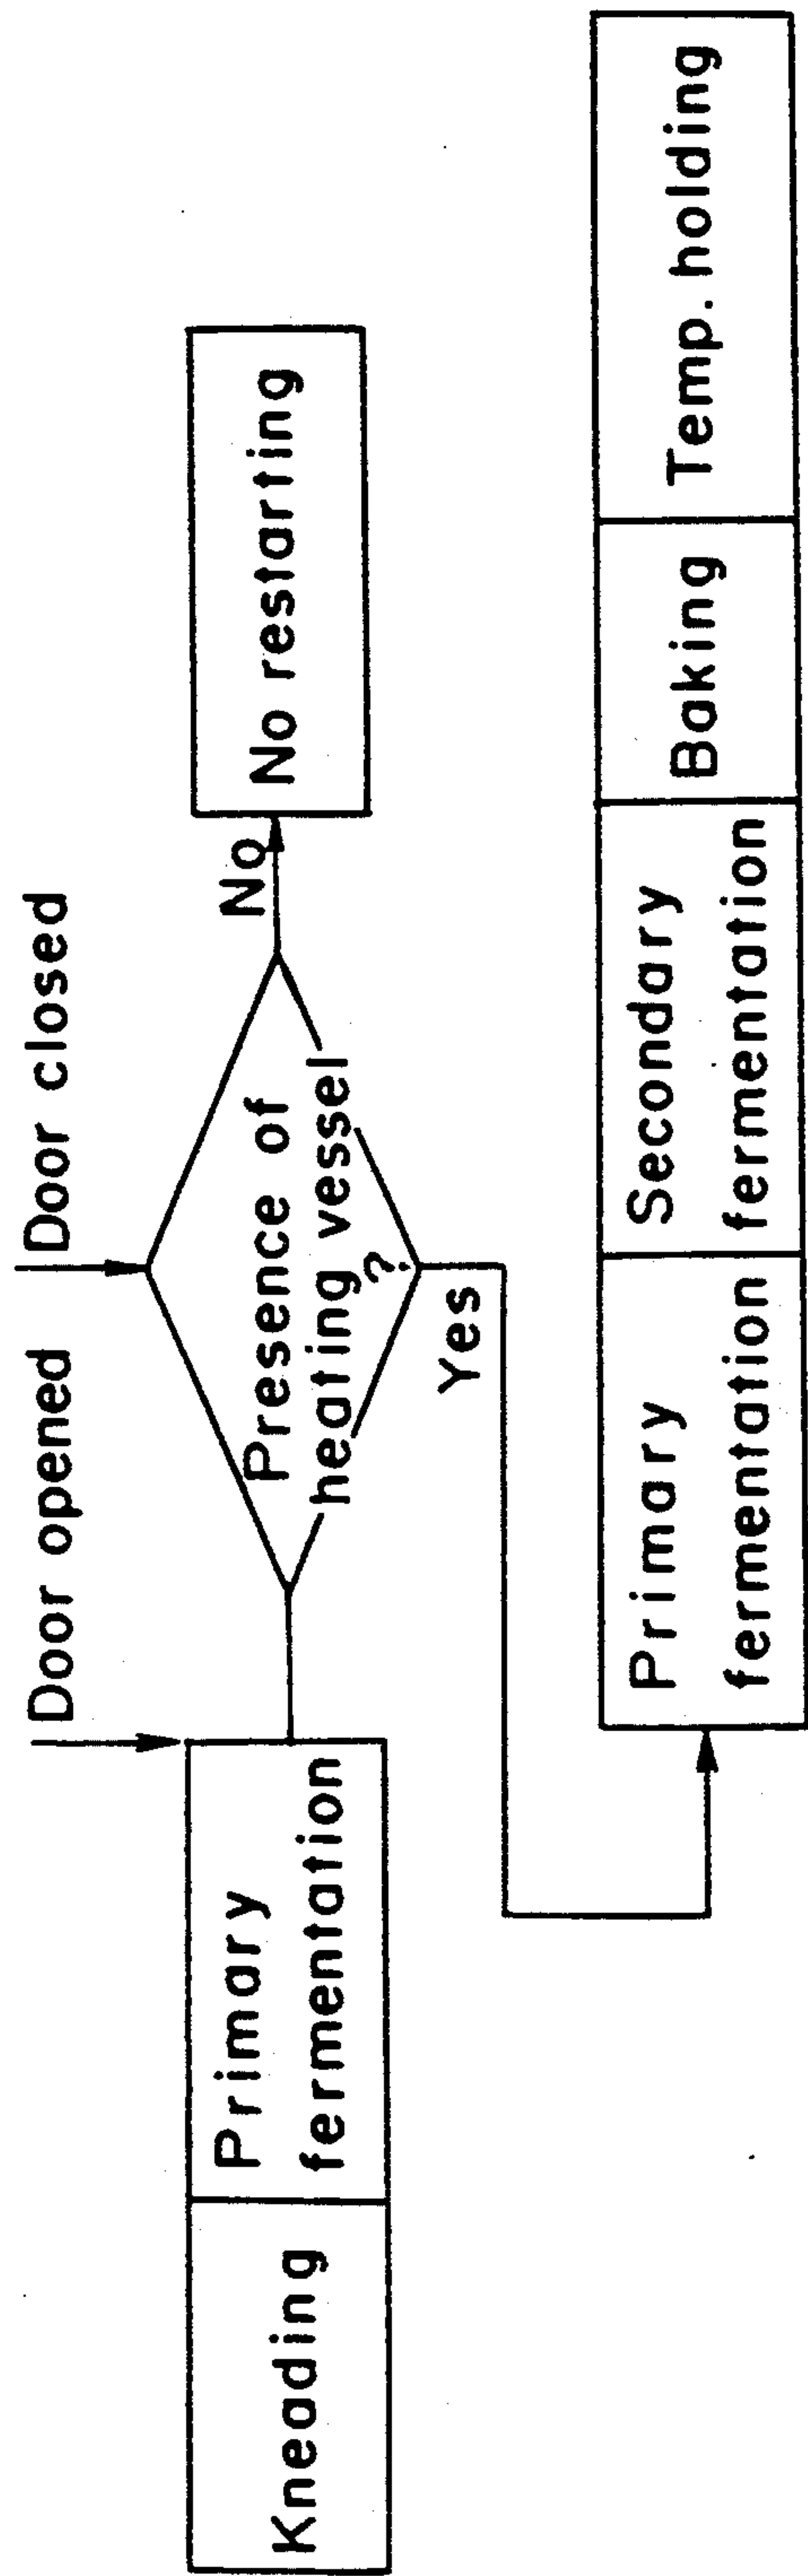 Door opened
Door closed
Kneading
Primary
fermentation
Presence of
heating vessel
?
No
No restarting
Yes
Primary
fermentation
Secondary
fermentation
Baking
Temp. holding